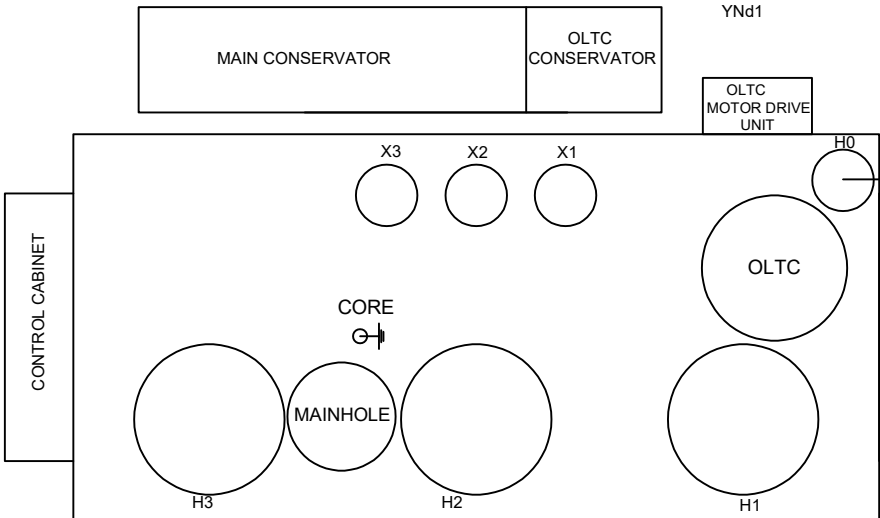 YNd1
MAIN CONSERVATOR
OLTC
CONSERVATOR
OLTC
MOTOR DRIVE
UNIT
X3
X2
X1
H0
OLTC
CONTROL CABINET
CORE
MAINHOLE
H3
H2
H1